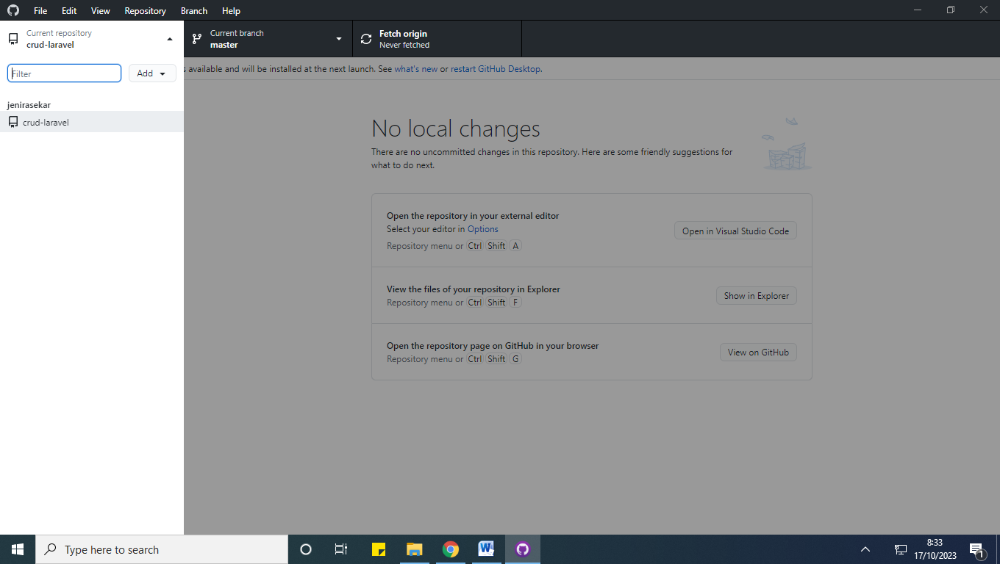 File Edit View Repository Branch Help
Current repository
crud-laravel
Current branch
master
Fetch origin
Never fetched
Filter
Add
jenirasekar
crud-laravel
s available and will be installed at the next launch. See what's new or restart GitHub Desktop.
No local changes
There are no uncommitted changes in this repository. Here are some friendly suggestions for
what to do next.
Open the repository in your external editor
Select your editor in Options
Repository menu or Ctrl Shift A
Open in Visual Studio Code
View the files of your repository in Explorer
Repository menu or Ctrl Shift F
Show in Explorer
Open the repository page on GitHub in your browser
Repository menu or Ctrl Shift G
View on GitHub
Type here to search
W
8:33
17/10/2023
1